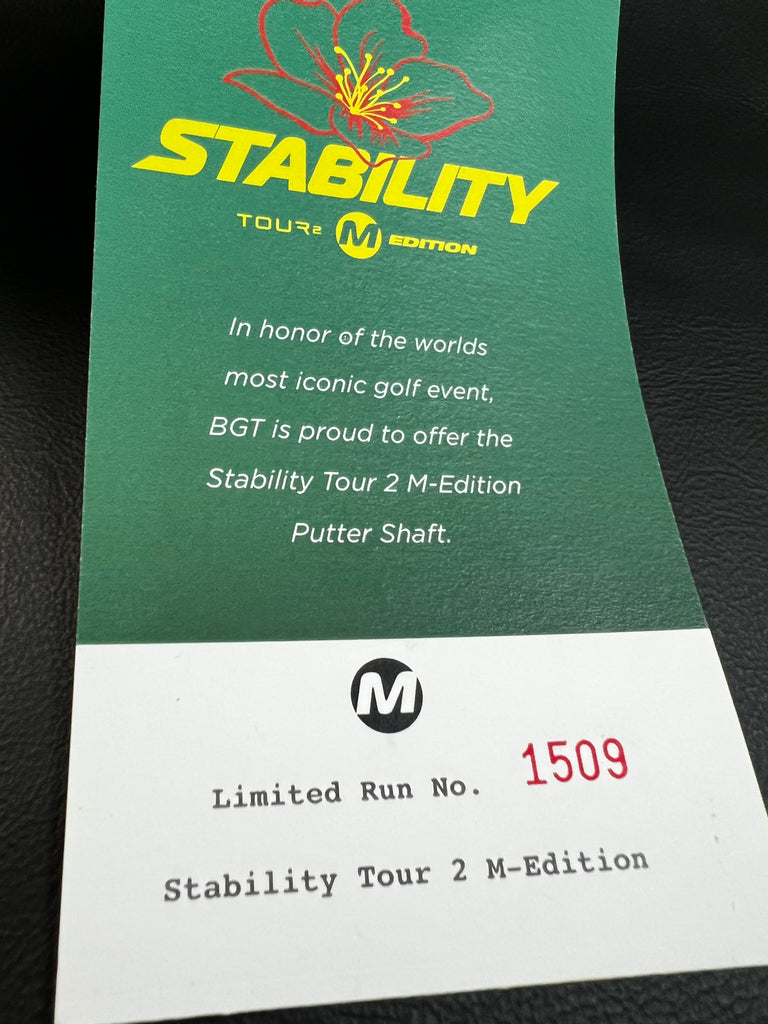 STABILITY
TOUR2 M EDITION
In honor of the worlds
most iconic golf event,
BGT is proud to offer the
Stability Tour 2 M-Edition
Putter Shaft.
M
Limited Run No. 1509
Stability Tour 2 M-Edition